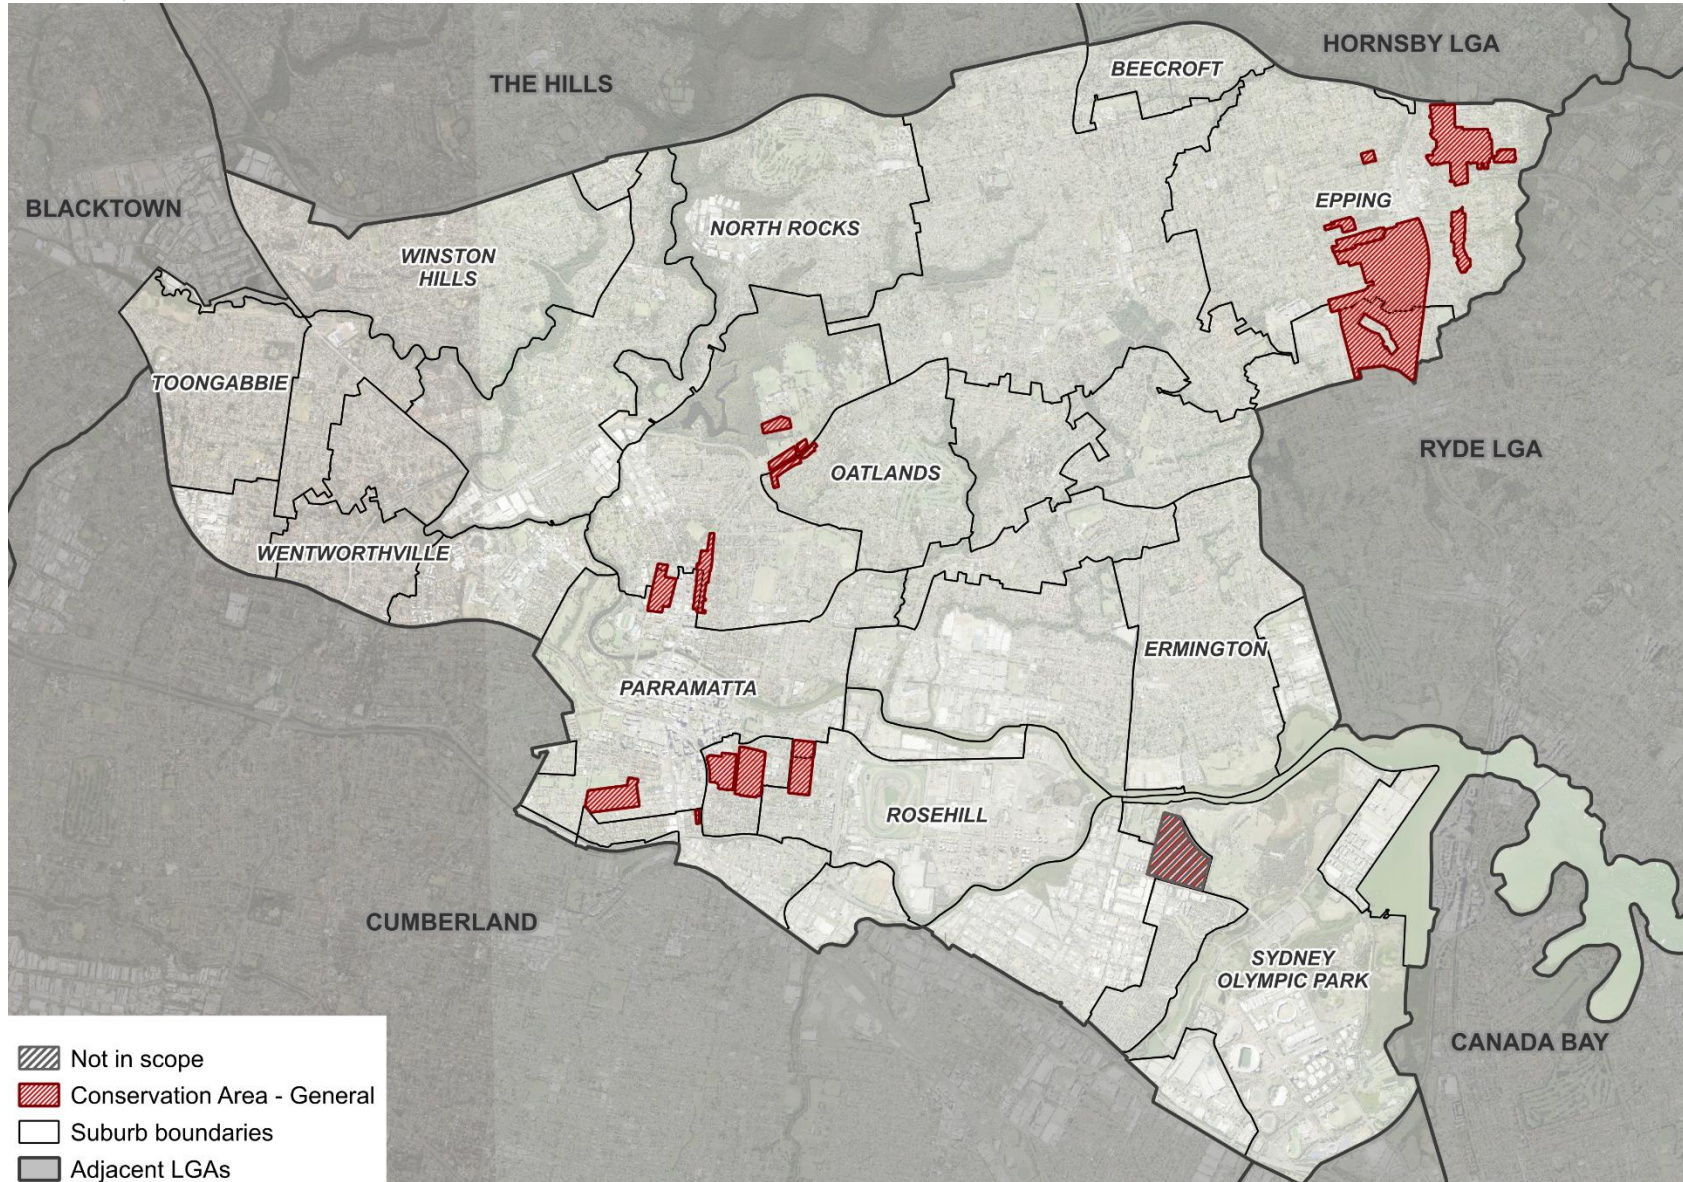 HORNSBY LGA
BEECROFT
THE HILLS
BLACKTOWN
EPPING
NORTH ROCKS
WINSTON
HILLS
TOONGABBIE
RYDE LGA
OATLANDS
WENTWORTHVILLE
ERMINGTON
PARRAMATTA
ROSEHILL
CUMBERLAND
SYDNEY
OLYMPIC PARK
CANADA BAY
Not in scope
Conservation Area - General
Suburb boundaries
Adjacent LGAs